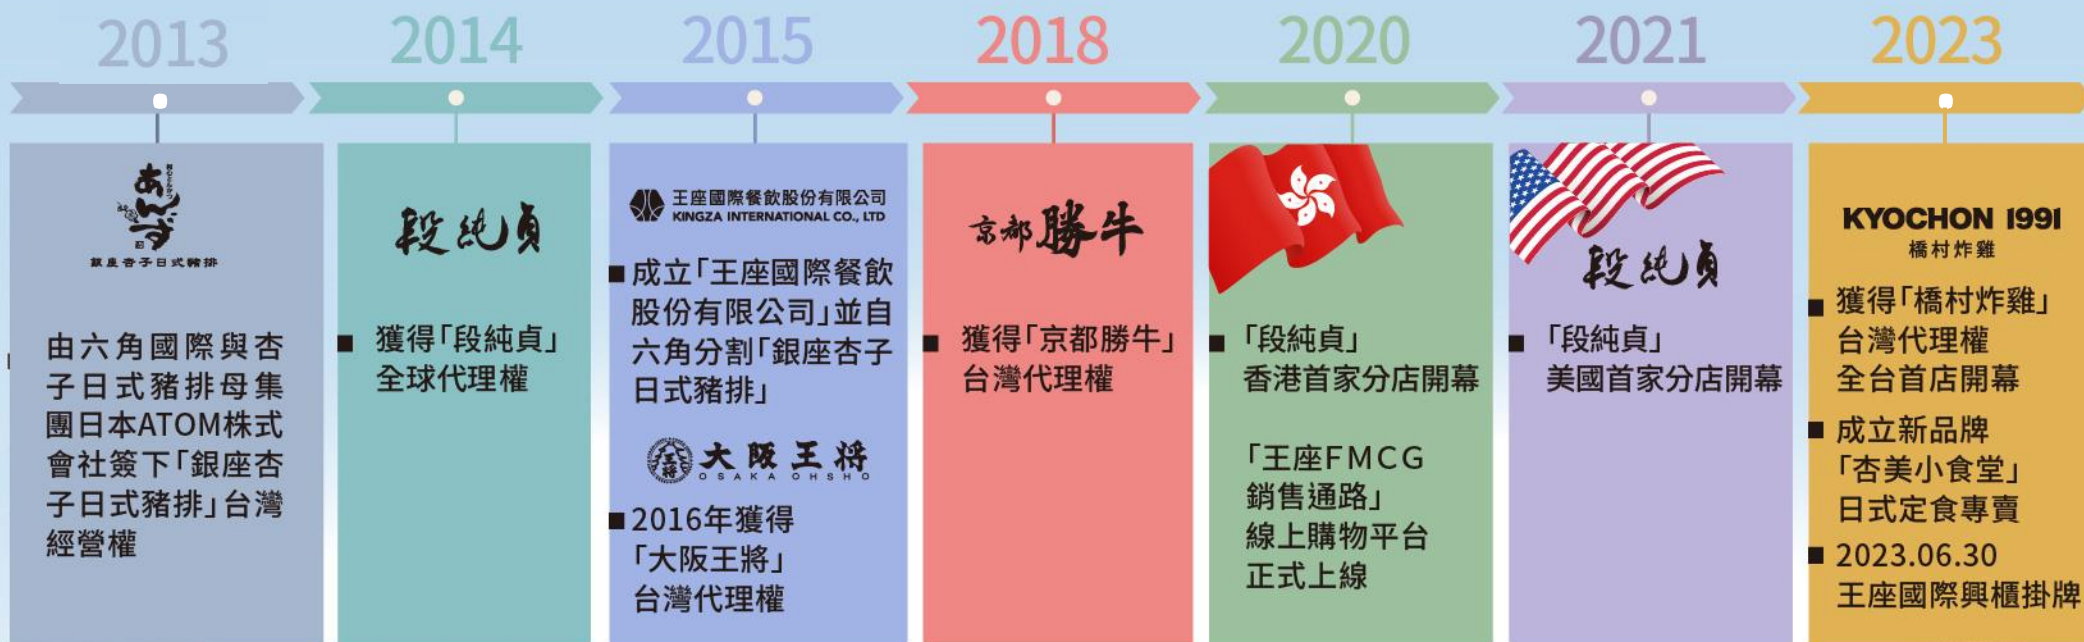 2013
銀座杏子日式豬排
由六角國際與杏
子日式豬排母集
團日本ATOM株式
會社簽下「銀座杏
子日式豬排」台灣
經營權
2014
段純貞
■ 獲得「段純貞」
全球代理權
2015
王座國際餐飲股份有限公司
KINGZA INTERNATIONAL CO., LTD
■ 成立「王座國際餐飲
股份有限公司」並自
六角分割「銀座杏子
日式豬排」
大阪王将
OSAKA OHSHO
■ 2016年獲得
「大阪王將」
台灣代理權
2018
京都勝牛
■ 獲得「京都勝牛」
台灣代理權
2020
■ 「段純貞」
香港首家分店開幕
「王座FMCG
銷售通路」
線上購物平台
正式上線
2021
段純貞
■ 「段純貞」
美國首家分店開幕
2023
KYOCHON 1991
橋村炸雞
■ 獲得「橋村炸雞」
台灣代理權
全台首店開幕
■ 成立新品牌
「杏美小食堂」
日式定食專賣
■ 2023.06.30
王座國際興櫃掛牌